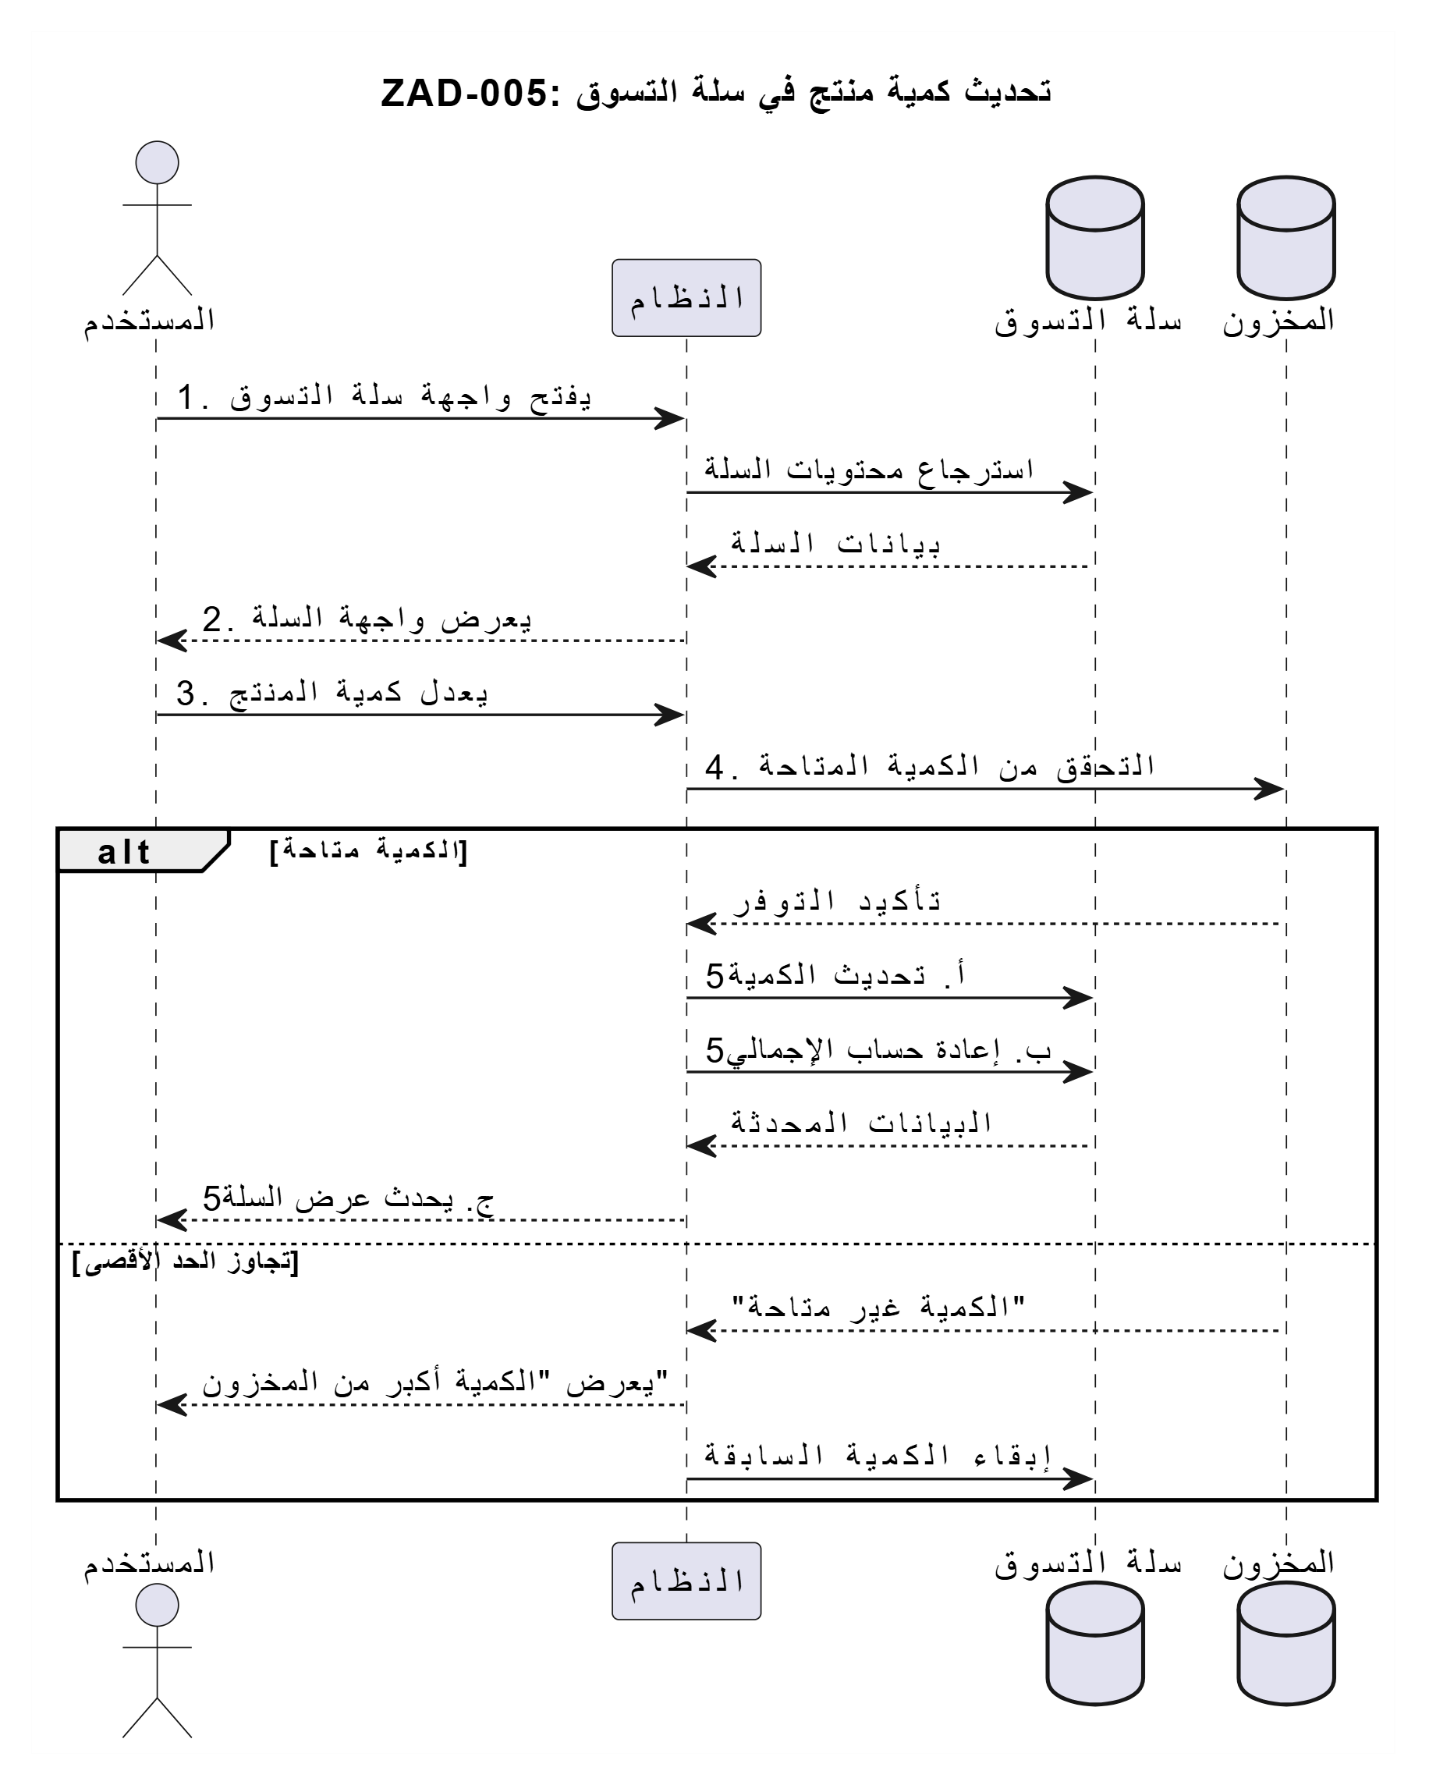 ZAD-005: تحديث كمية منتج في سلة التسوق
المستخدم
النظام
سلة التسوق
المخزون
1. يفتح واجهة سلة التسوق
استرجاع محتويات السلة
بيانات السلة
2. يعرض واجهة السلة
3. يعدل كمية المنتج
4. التحقق من الكمية المتاحة
alt
[الكمية متاحة]
تأكيد التوفر
5أ. تحديث الكمية
5ب. إعادة حساب الإجمالي
البيانات المحدثة
5ج. يحدث عرض السلة
[تجاوز الحد الأقصى]
"الكمية غير متاحة"
يعرض "الكمية أكبر من المخزون"
إبقاء الكمية السابقة
المستخدم
النظام
سلة التسوق
المخزون